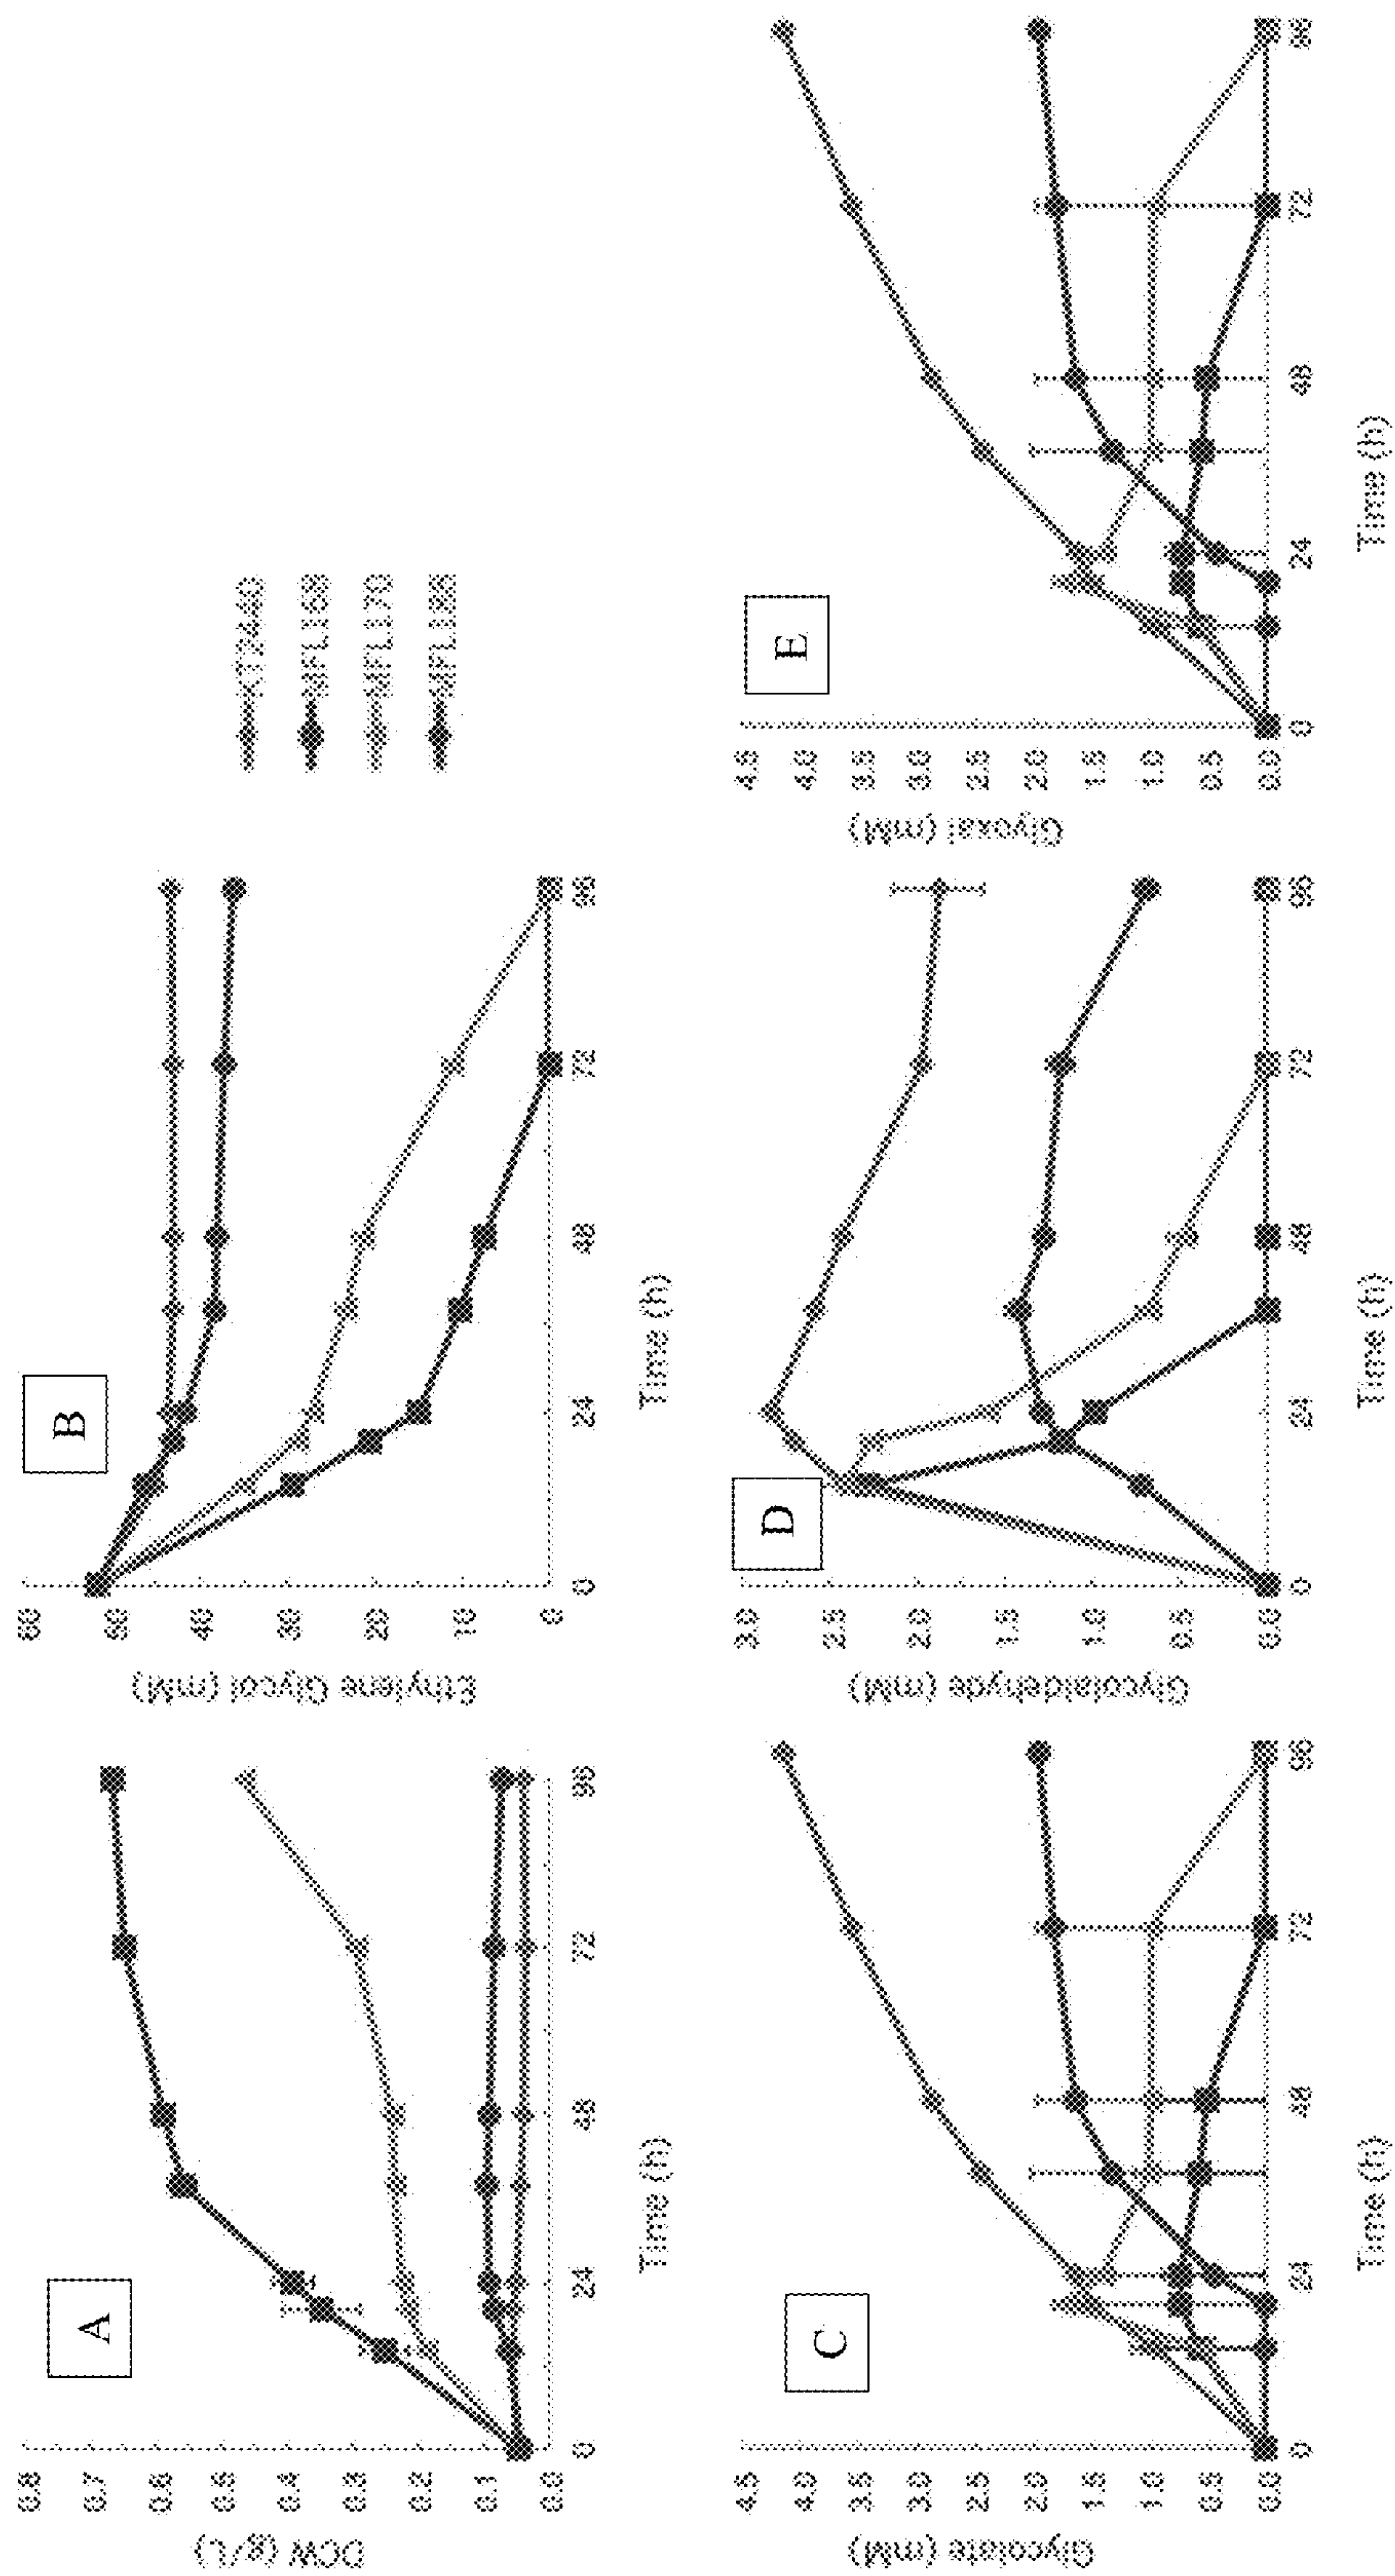 A
DCW (g/L)
0.8
0.7
0.6
0.5
0.4
0.3
0.2
0.1
0.0
0 24 48 72 96
Time (h)
B
Ethylene Glycol (mM)
60
50
40
30
20
10
0
0 24 48 72 96
Time (h)
KT2440
MFL168
MFL170
C
Glycolate (mM)
4.5
4.0
3.5
3.0
2.5
2.0
1.5
1.0
0.5
0.0
0 24 48 72 96
Time (h)
D
Glycolaldehyde (mM)
3.0
2.5
2.0
1.5
1.0
0.5
0.0
0 24 48 72 96
Time (h)
E
Glyoxal (mM)
4.5
4.0
3.5
3.0
2.5
2.0
1.5
1.0
0.5
0.0
0 24 48 72 96
Time (h)